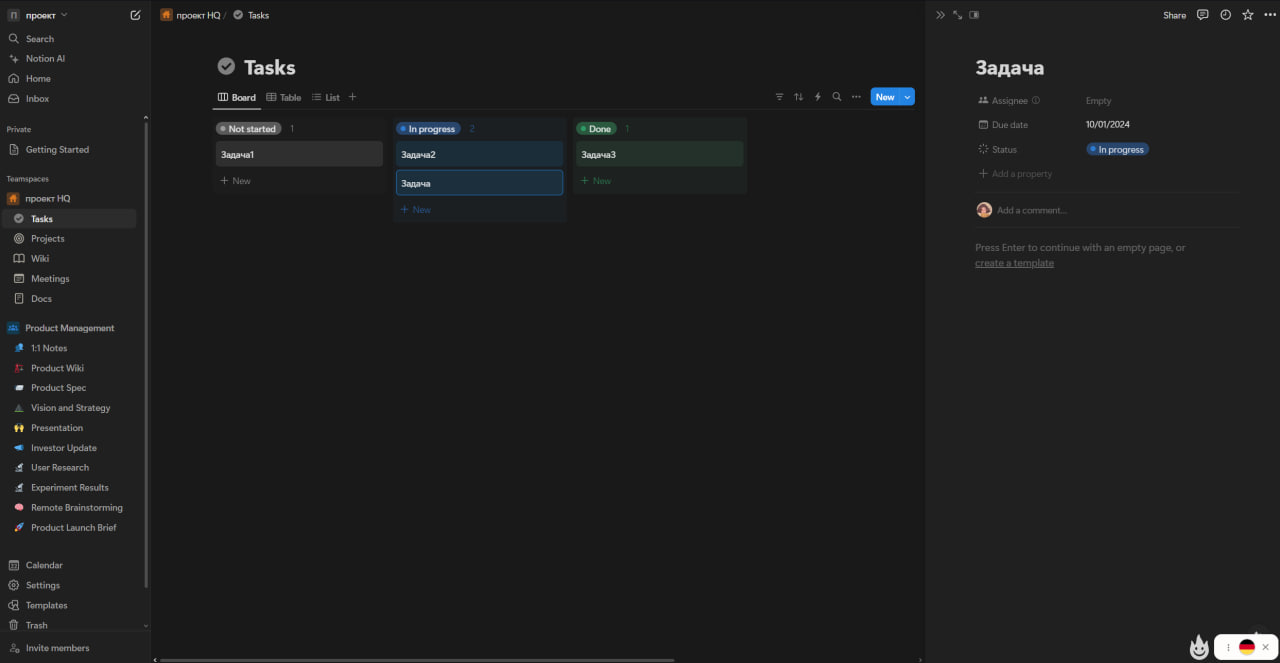 П проект
Search
Notion AI
Home
Inbox
Private
Getting Started
Teamspaces
проект HQ
Tasks
Projects
Wiki
Meetings
Docs
Product Management
1:1 Notes
Product Wiki
Product Spec
Vision and Strategy
Presentation
Investor Update
User Research
Experiment Results
Remote Brainstorming
Product Launch Brief
Calendar
Settings
Templates
Trash
Invite members
проект HQ / Tasks
Tasks
Board Table List
New
Not started 1
Задача1
New
In progress 2
Задача2
Задача
New
Done 1
Задача3
New
Share
Задача
Assignee Empty
Due date 10/01/2024
Status In progress
Add a property
Add a comment...
Press Enter to continue with an empty page, or
create a template